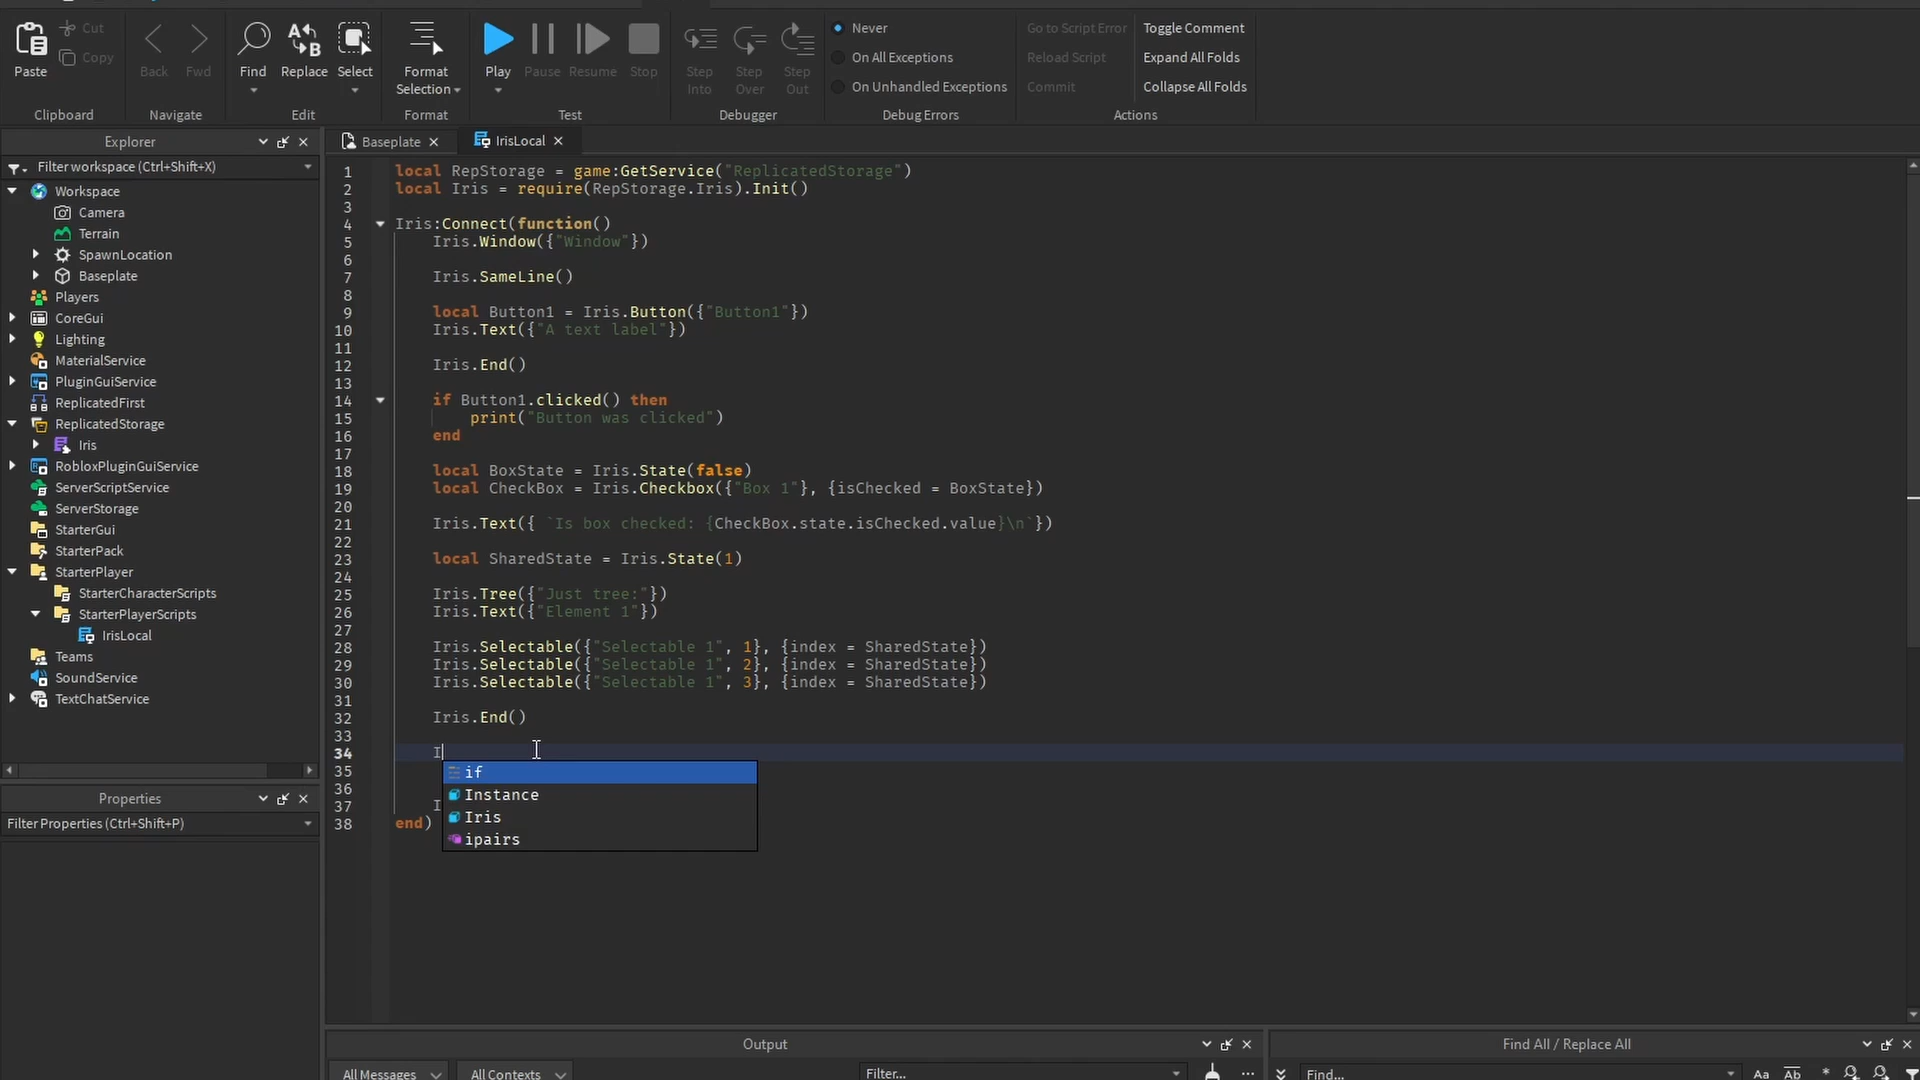 Paste
Cut
Copy
Clipboard
Back
Fwd
Navigate
Find
Replace
Select
Edit
Format
Selection
Format
Play
Pause
Resume
Stop
Test
Step
Into
Step
Over
Step
Out
Debugger
Never
On All Exceptions
On Unhandled Exceptions
Debug Errors
Go to Script Error
Reload Script
Commit
Toggle Comment
Expand All Folds
Collapse All Folds
Actions
Explorer
Filter workspace (Ctrl+Shift+X)
Workspace
Camera
Terrain
SpawnLocation
Baseplate
Players
CoreGui
Lighting
MaterialService
PluginGuiService
ReplicatedFirst
ReplicatedStorage
Iris
RobloxPluginGuiService
ServerScriptService
ServerStorage
StarterGui
StarterPack
StarterPlayer
StarterCharacterScripts
StarterPlayerScripts
IrisLocal
Teams
SoundService
TextChatService
Properties
Filter Properties (Ctrl+Shift+P)
Baseplate
IrisLocal
1 local RepStorage = game:GetService("ReplicatedStorage")
2 local Iris = require(RepStorage.Iris).Init()
3
4 Iris:Connect(function()
5 Iris.Window({"Window"})
6
7 Iris.SameLine()
8
9 local Button1 = Iris.Button({"Button1"})
10 Iris.Text({"A text label"})
11
12 Iris.End()
13
14 if Button1.clicked() then
15 print("Button was clicked")
16 end
17
18 local BoxState = Iris.State(false)
19 local CheckBox = Iris.Checkbox({"Box 1"}, {isChecked = BoxState})
20
21 Iris.Text({ `Is box checked: {CheckBox.state.isChecked.value}\n`})
22
23 local SharedState = Iris.State(1)
24
25 Iris.Tree({"Just tree:"})
26 Iris.Text({"Element 1"})
27
28 Iris.Selectable({"Selectable 1", 1}, {index = SharedState})
29 Iris.Selectable({"Selectable 1", 2}, {index = SharedState})
30 Iris.Selectable({"Selectable 1", 3}, {index = SharedState})
31
32 Iris.End()
33
34 I
35
36
37 I
38 end)
if
Instance
Iris
ipairs
Output
All Messages
All Contexts
Filter...
Find All / Replace All
Find...
Aa
Ab